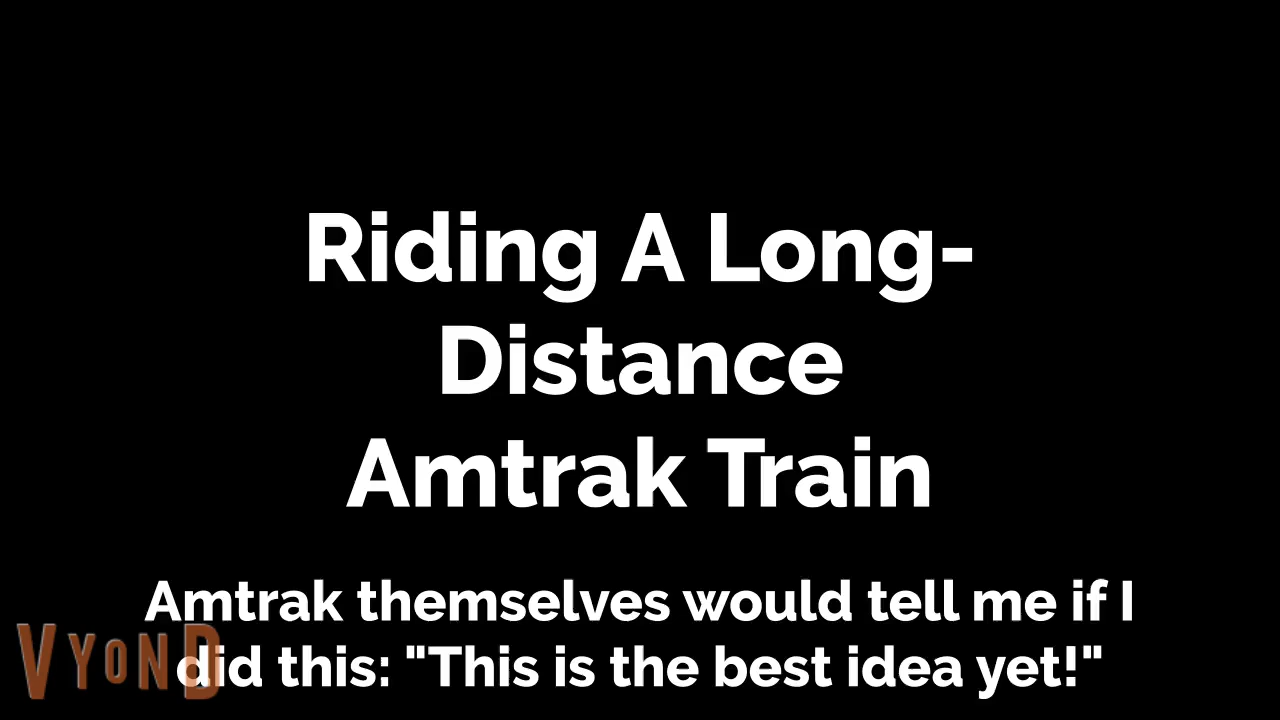 Riding A Long-
Distance
Amtrak Train
Amtrak themselves would tell me if I
did this: "This is the best idea yet!"
VYOND